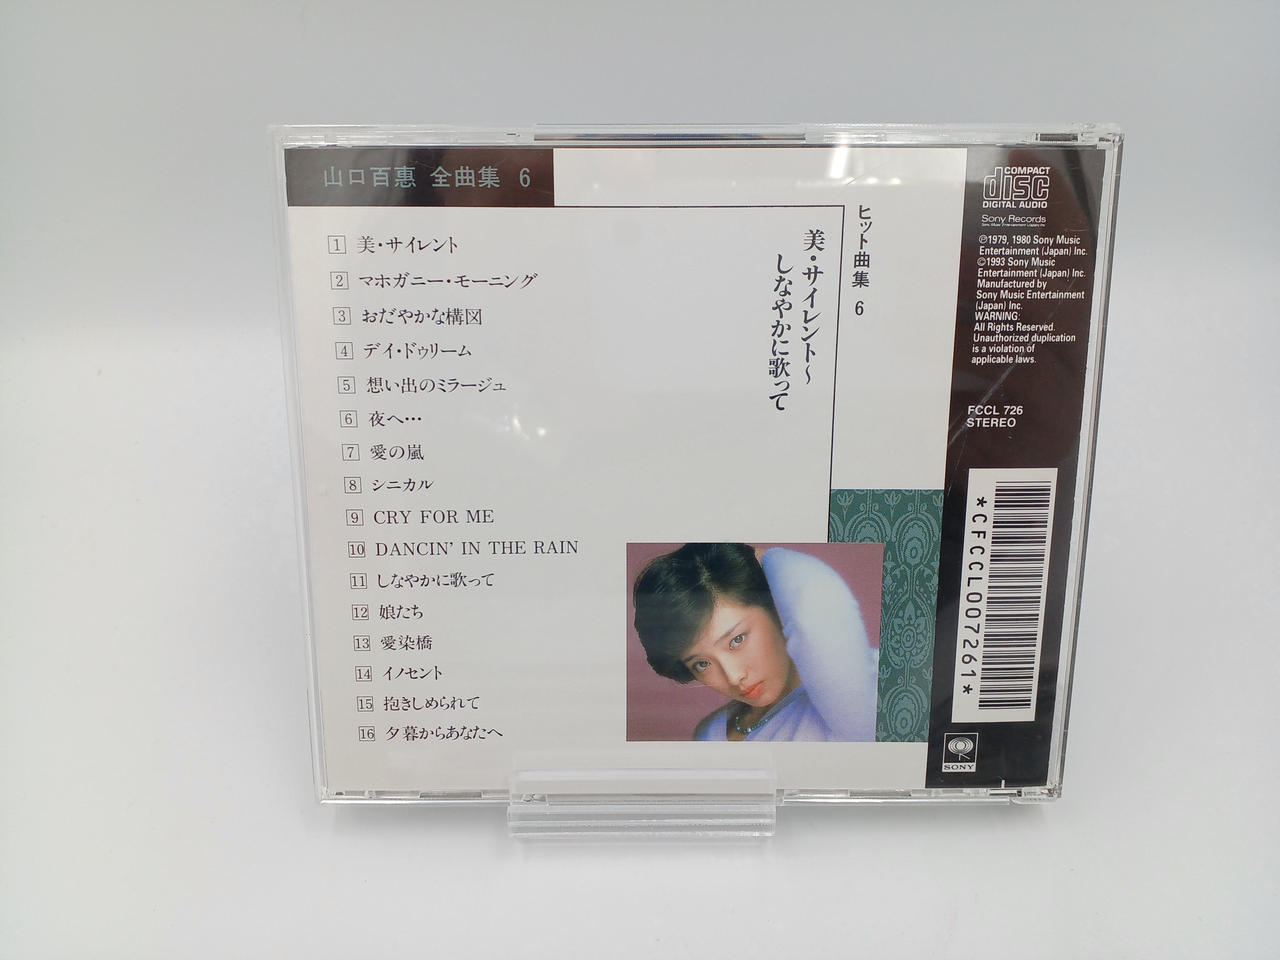 山口百惠 全曲集 6
1 美・サイレント
2 マホガニー・モーニング
3 おだやかな構図
4 デイ・ドゥリーム
5 想い出のミラージュ
6 夜へ…
7 愛の嵐
8 シニカル
9 CRY FOR ME
10 DANCIN' IN THE RAIN
11 しなやかに歌って
12 娘たち
13 愛染橋
14 イノセント
15 抱きしめられて
16 夕暮からあなたへ
ヒット曲集 6
美・サイレント〜
しなやかに歌って
COMPACT
disc
DIGITAL AUDIO
Sony Records
Ⓟ1979, 1980 Sony Music
Entertainment (Japan) Inc.
©1993 Sony Music
Entertainment (Japan) Inc.
Manufactured by
Sony Music Entertainment
(Japan) Inc.
WARNING:
All Rights Reserved.
Unauthorized duplication
is a violation of
applicable laws.
FCCL 726
STEREO
*CFCCL007261*
SONY